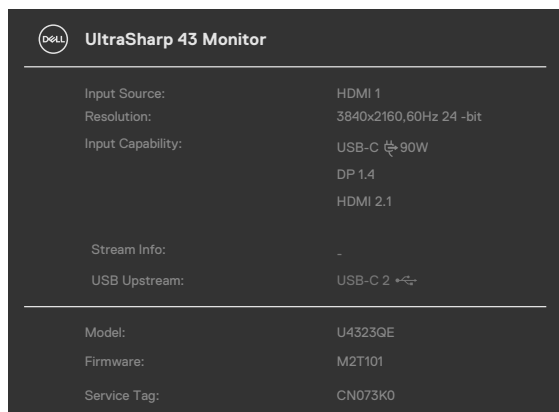 DELL UltraSharp 43 Monitor
Input Source: HDMI 1
Resolution: 3840x2160,60Hz 24 -bit
Input Capability: USB-C 90W
DP 1.4
HDMI 2.1
Stream Info: -
USB Upstream: USB-C 2
Model: U4323QE
Firmware: M2T101
Service Tag: CN073K0